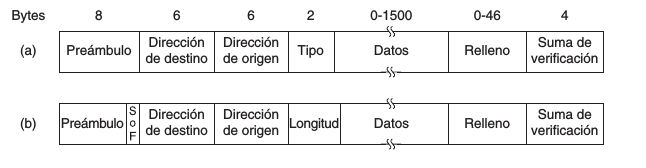 Bytes 8 6 6 2 0-1500 0-46 4
(a) Preámbulo Dirección de destino Dirección de origen Tipo Datos Relleno Suma de verificación
(b) Preámbulo SoF Dirección de destino Dirección de origen Longitud Datos Relleno Suma de verificación